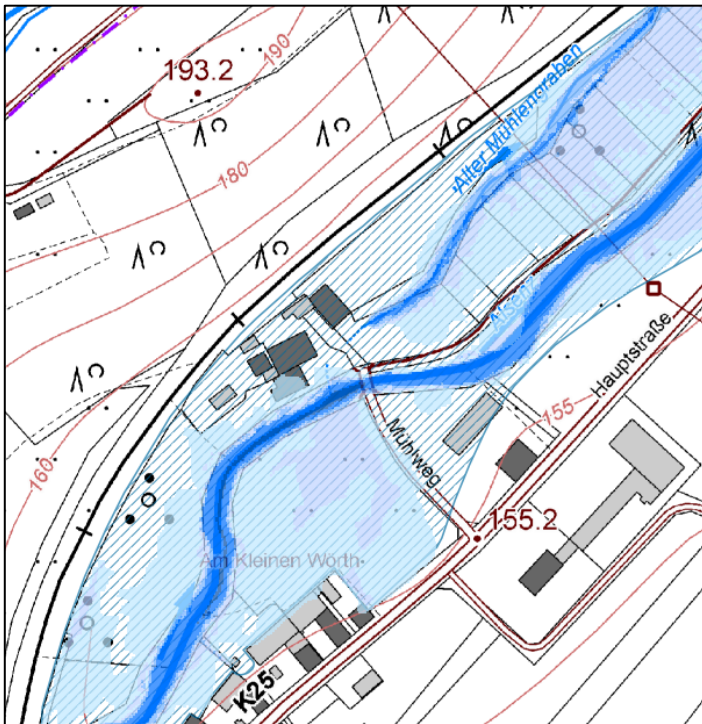 193.2
190
180
Alter Mühlengraben
Alsenz
Hauptstraße
155
160
Mühlweg
155.2
Am Kleinen Wörth
K25